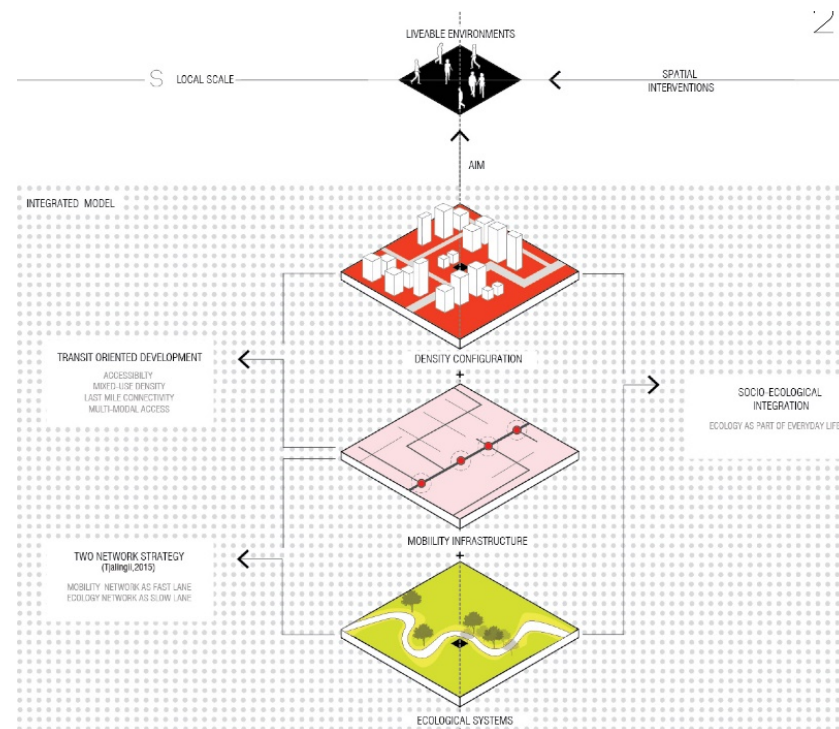 2
LIVEABLE ENVIRONMENTS
S LOCAL SCALE
SPATIAL
INTERVENTIONS
AIM
INTEGRATED MODEL
TRANSIT ORIENTED DEVELOPMENT
ACCESSIBILTY
MIXED-USE DENSITY
LAST MILE CONNECTIVITY
MULTI-MODAL ACCESS
DENSITY CONFIGURATION
+
SOCIO-ECOLOGICAL
INTEGRATION
ECOLOGY AS PART OF EVERYDAY LIFE
MOBILITY INFRASTRUCTURE
+
TWO NETWORK STRATEGY
(Tjalingii,2015)
MOBILITY NETWORK AS FAST LANE
ECOLOGY NETWORK AS SLOW LANE
ECOLOGICAL SYSTEMS